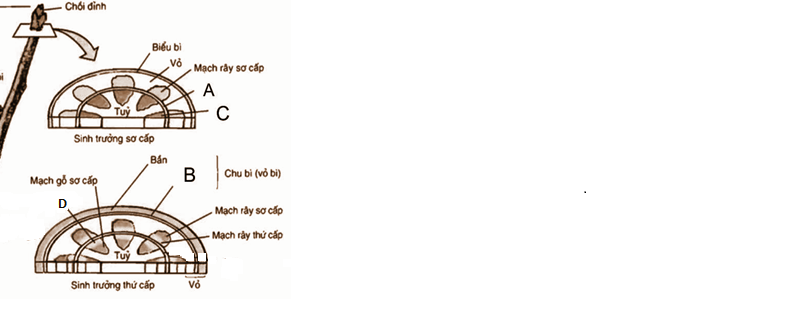 Chồi đỉnh
Biểu bì
Vỏ
Mạch rây sơ cấp
A
C
Tuỷ
Sinh trưởng sơ cấp
Bần
B
Chu bì (vỏ bì)
Mạch gỗ sơ cấp
D
Mạch rây sơ cấp
Mạch rây thứ cấp
Tuỷ
Sinh trưởng thứ cấp
Vỏ